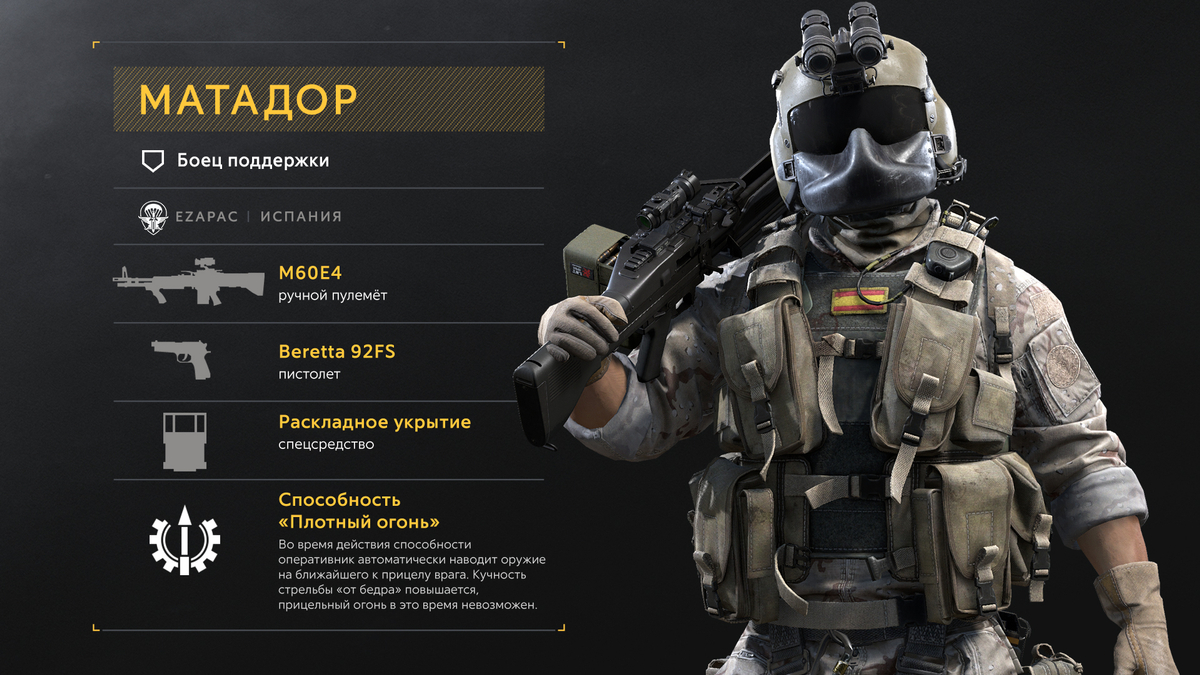 МАТАДОР
Боец поддержки
EZAPAC | ИСПАНИЯ
M60E4
ручной пулемёт
Beretta 92FS
пистолет
Раскладное укрытие
спецсредство
Способность
«Плотный огонь»
Во время действия способности
оперативник автоматически наводит оружие
на ближайшего к прицелу врага. Кучность
стрельбы «от бедра» повышается,
прицельный огонь в это время невозможен.